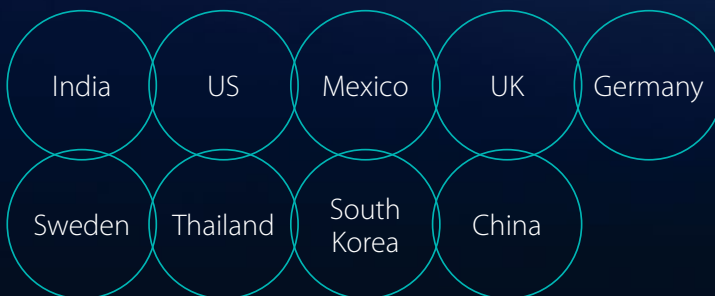 India
US
Mexico
UK
Germany
Sweden
Thailand
South
Korea
China